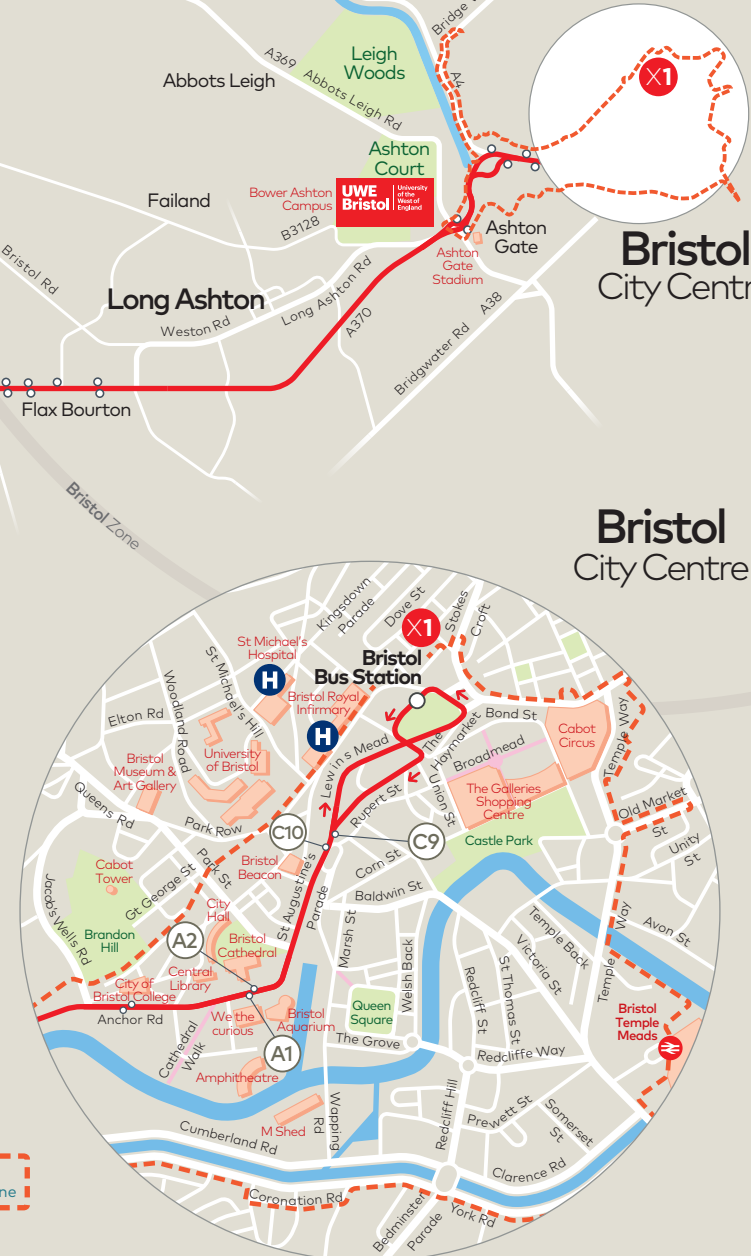 Bridge
A4
A369
Abbots Leigh Rd
Leigh
Woods
Abbots Leigh
X1
Ashton
Court
Failand
Bower Ashton
Campus
UWE
Bristol
University
of the
West of
England
B3128
Ashton
Gate
Ashton
Gate
Stadium
Bristol
City Centr
Bristol Rd
Long Ashton
Weston Rd
Long Ashton Rd
A370
A38
Bridgwater Rd
Flax Bourton
Bristol Zone
Bristol
City Centre
Kingsdown
Parade
Dove St
Stokes
Croft
X1
St Michael's
Hospital
H
Bristol
Bus Station
St Michael's Hill
Woodland Road
Bristol Royal
Infirmary
H
Elton Rd
Bond St
Temple Way
Cabot
Circus
The
Haymarket
Broadmead
University
of Bristol
Bristol
Museum &
Art Gallery
Lewins Mead
Union St
Rupert St
The Galleries
Shopping
Centre
Queens Rd
Old Market
St
Park Row
C10
C9
Castle Park
Unity
St
Park St
Bristol
Beacon
Corn St
Cabot
Tower
Gt George St
St Augustine's
Parade
Baldwin St
Jacob's Wells Rd
City
Hall
Brandon
Hill
A2
Bristol
Cathedral
Marsh St
Welsh Back
Temple Back
Victoria St
Temple
Way
Avon St
Central
Library
Redcliff St
St Thomas St
City of
Bristol College
Anchor Rd
We the
curious
Bristol
Aquarium
Queen
Square
Bristol
Temple
Meads
Cathedral
Walk
The Grove
A1
Redcliffe Way
Amphitheatre
M Shed
Wapping
Rd
Redcliff Hill
Prewett St
Somerset
St
Cumberland Rd
Clarence Rd
ne
Coronation Rd
York Rd
Bedminster
Parade